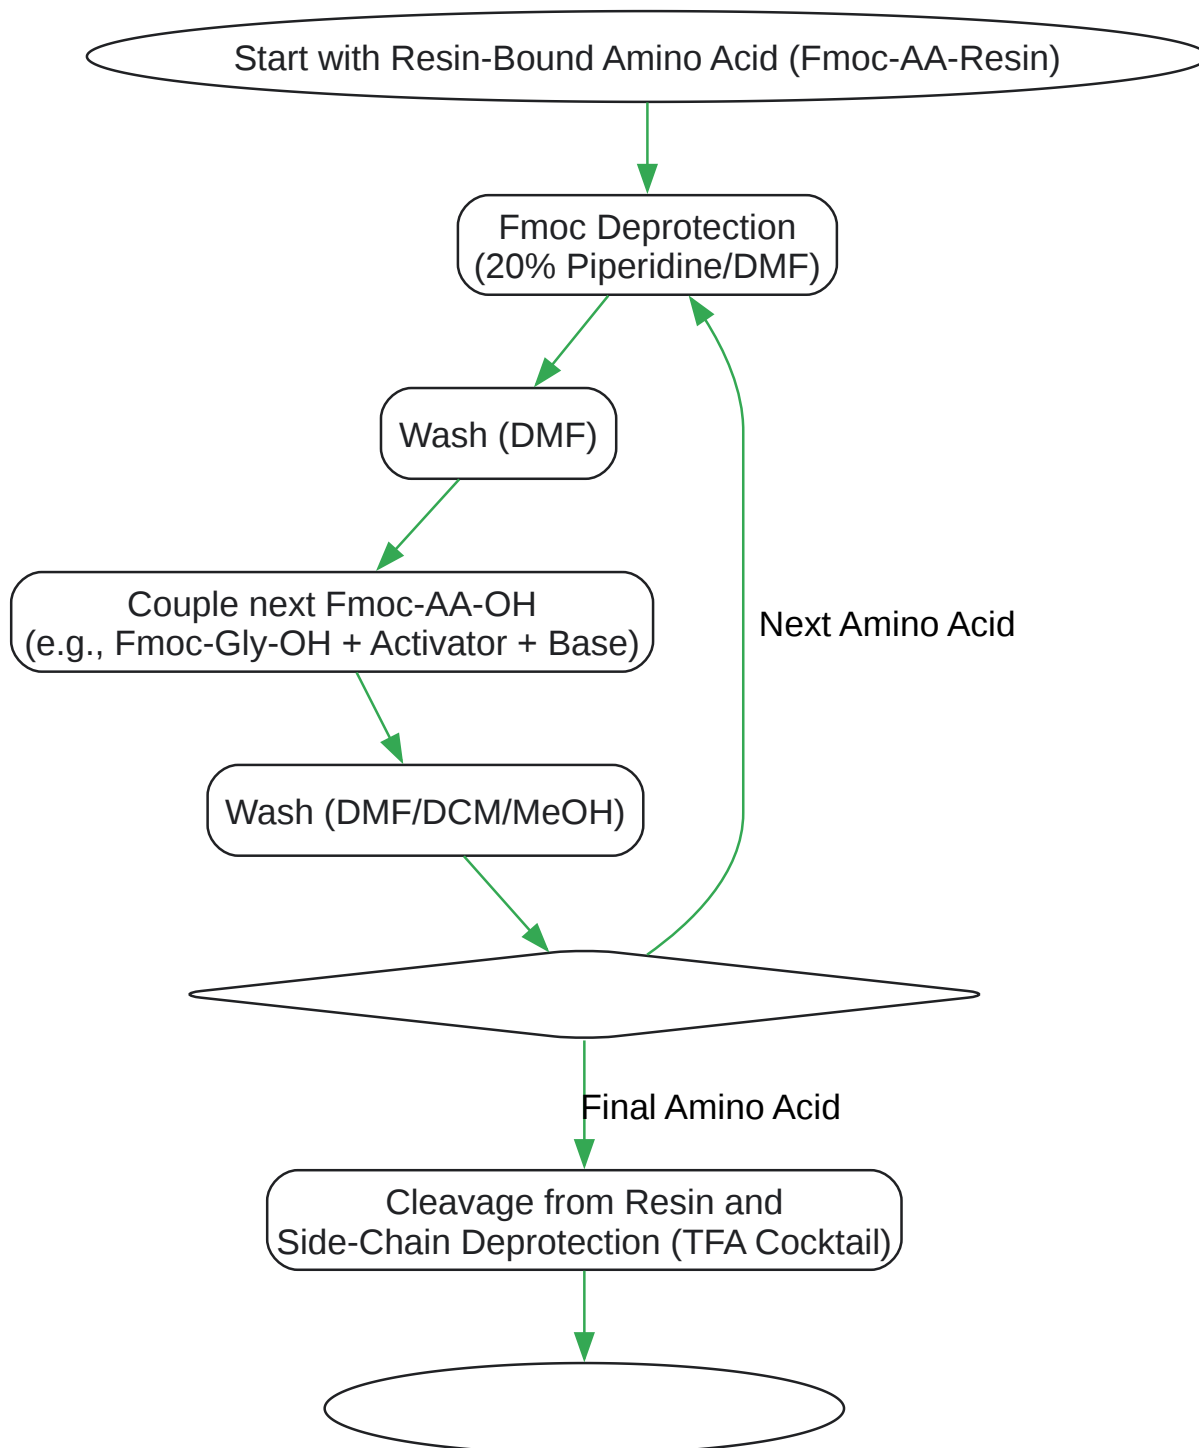 Start with Resin-Bound Amino Acid (Fmoc-AA-Resin)
Fmoc Deprotection
(20% Piperidine/DMF)
Wash (DMF)
Couple next Fmoc-AA-OH
(e.g., Fmoc-Gly-OH + Activator + Base)
Next Amino Acid
Wash (DMF/DCM/MeOH)
Final Amino Acid
Cleavage from Resin and
Side-Chain Deprotection (TFA Cocktail)